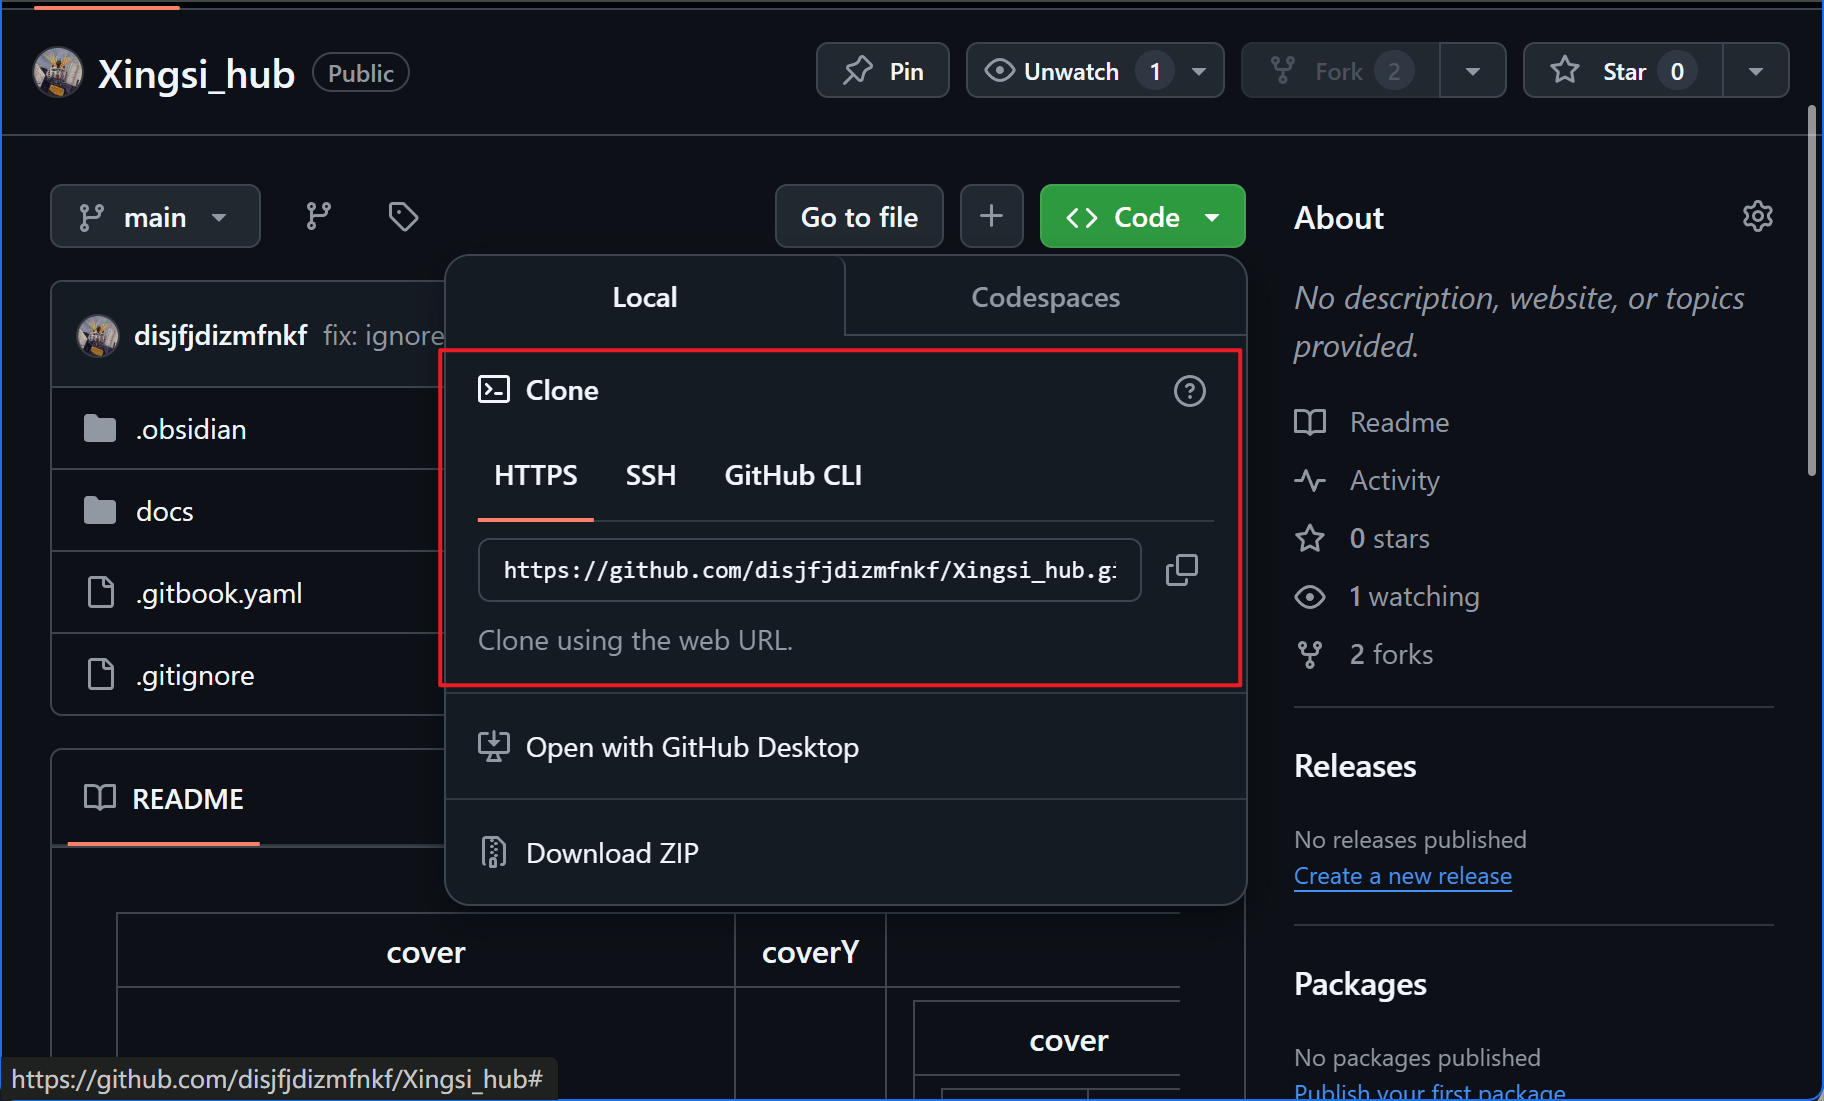 Xingsi_hub Public Pin Unwatch 1 Fork 2 Star 0
main Go to file + Code
disjfjdizmfnkf fix: ignore
.obsidian
docs
.gitbook.yaml
.gitignore
Local Codespaces
Clone
HTTPS SSH GitHub CLI
https://github.com/disjfjdizmfnkf/Xingsi_hub.gi
Clone using the web URL.
Open with GitHub Desktop
Download ZIP
README
cover coverY
cover
About
No description, website, or topics
provided.
Readme
Activity
0 stars
1 watching
2 forks
Releases
No releases published
Create a new release
Packages
No packages published
Publish your first package
https://github.com/disjfjdizmfnkf/Xingsi_hub#